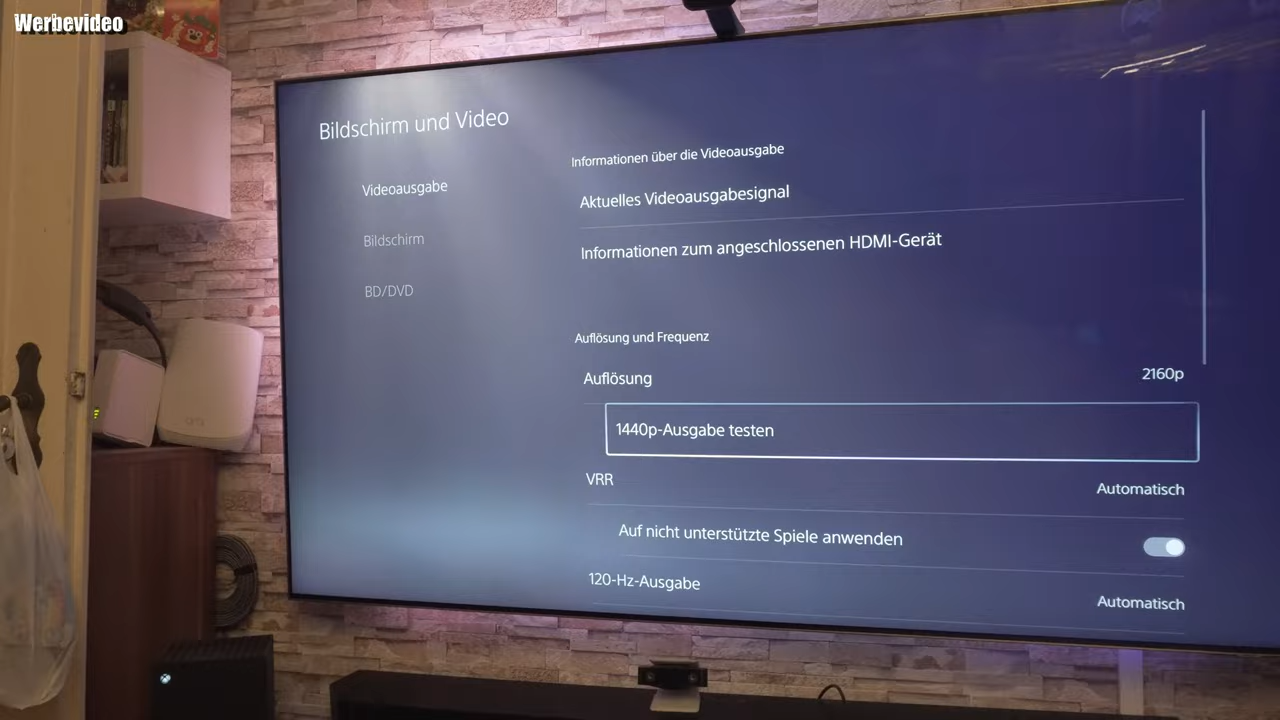 Werbevideo
Bildschirm und Video
Videoausgabe
Bildschirm
BD/DVD
Informationen über die Videoausgabe
Aktuelles Videoausgabesignal
Informationen zum angeschlossenen HDMI-Gerät
Auflösung und Frequenz
Auflösung 2160p
1440p-Ausgabe testen
VRR Automatisch
Auf nicht unterstützte Spiele anwenden
120-Hz-Ausgabe Automatisch